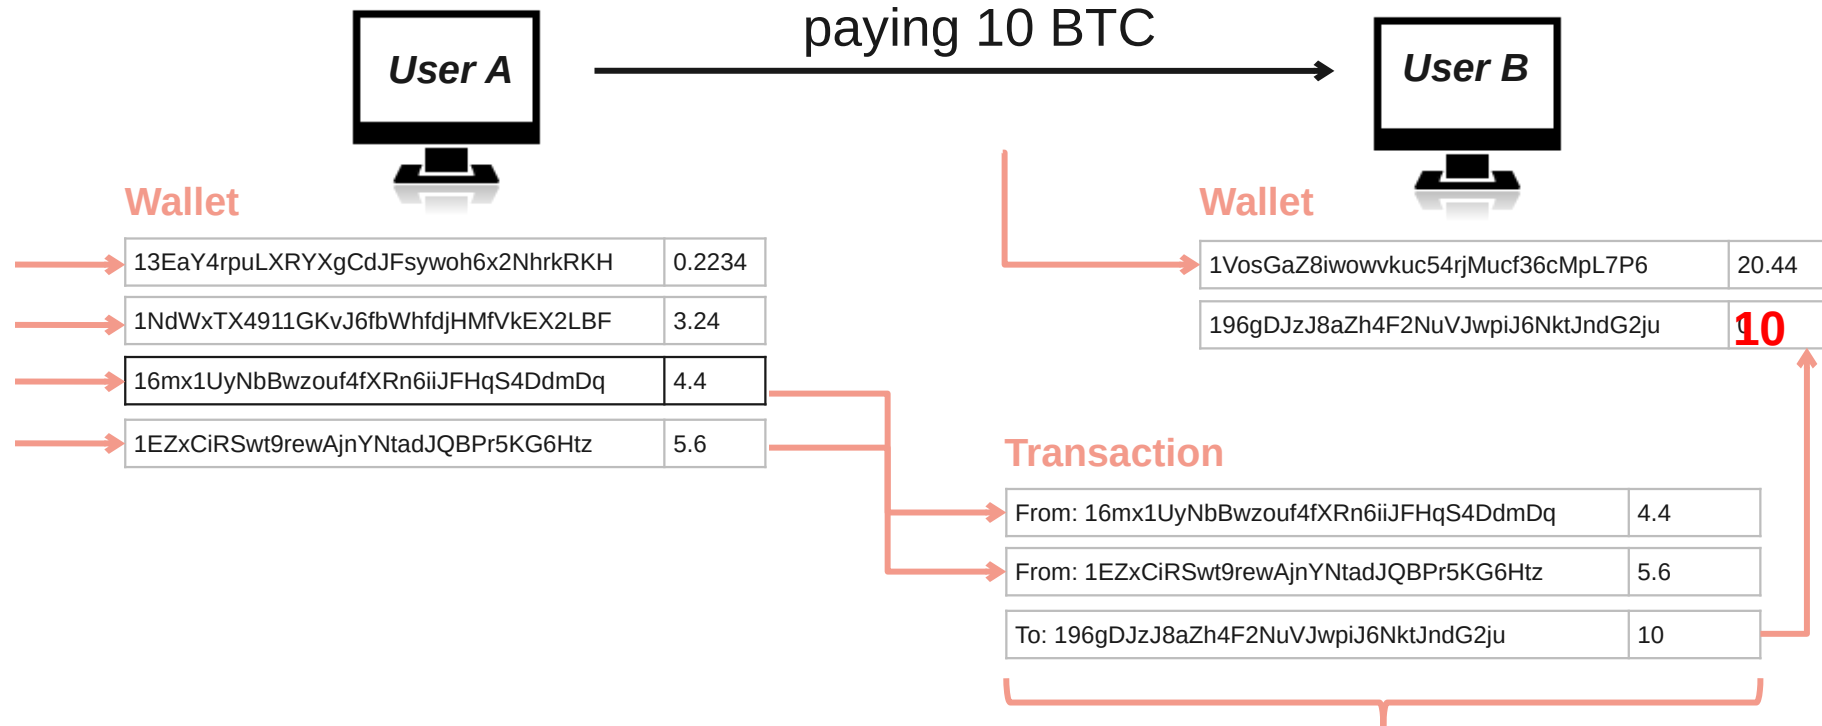 paying 10 BTC
User A
User B
Wallet
13EaY4rpuLXRYXgCdJFsywoh6x2NhrkRKH 0.2234
1NdWxTX4911GKvJ6fbWhfdjHMfVkEX2LBF 3.24
16mx1UyNbBwzouf4fXRn6iiJFHqS4DdmDq 4.4
1EZxCiRSwt9rewAjnYNtadJQBPr5KG6Htz 5.6
Wallet
1VosGaZ8iwowvkuc54rjMucf36cMpL7P6 20.44
196gDJzJ8aZh4F2NuVJwpiJ6NktJndG2ju 10
Transaction
From: 16mx1UyNbBwzouf4fXRn6iiJFHqS4DdmDq 4.4
From: 1EZxCiRSwt9rewAjnYNtadJQBPr5KG6Htz 5.6
To: 196gDJzJ8aZh4F2NuVJwpiJ6NktJndG2ju 10